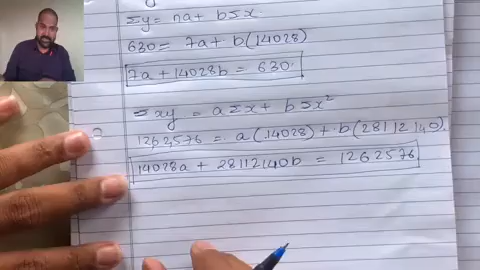 Σy = na + bΣx.
630 = 7a + b(14028)
7a + 14028b = 630.
Σxy = aΣx + bΣx²
1262576 = a(14028) + b(28112140).
14028a + 28112140b = 1262576